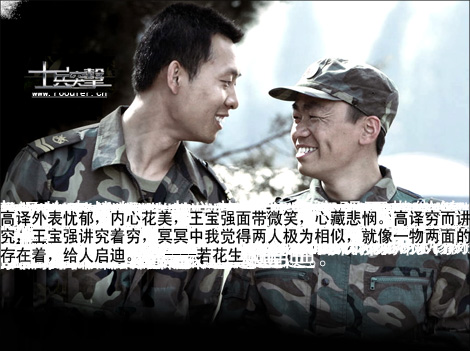 士兵突擊
高译外表忧郁，内心花美，王宝强面带微笑，心藏悲悯。高译穷而讲
究，王宝强讲究着穷，冥冥中我觉得两人极为相似，就像一物两面的
存在着，给人启迪。 ————若花生